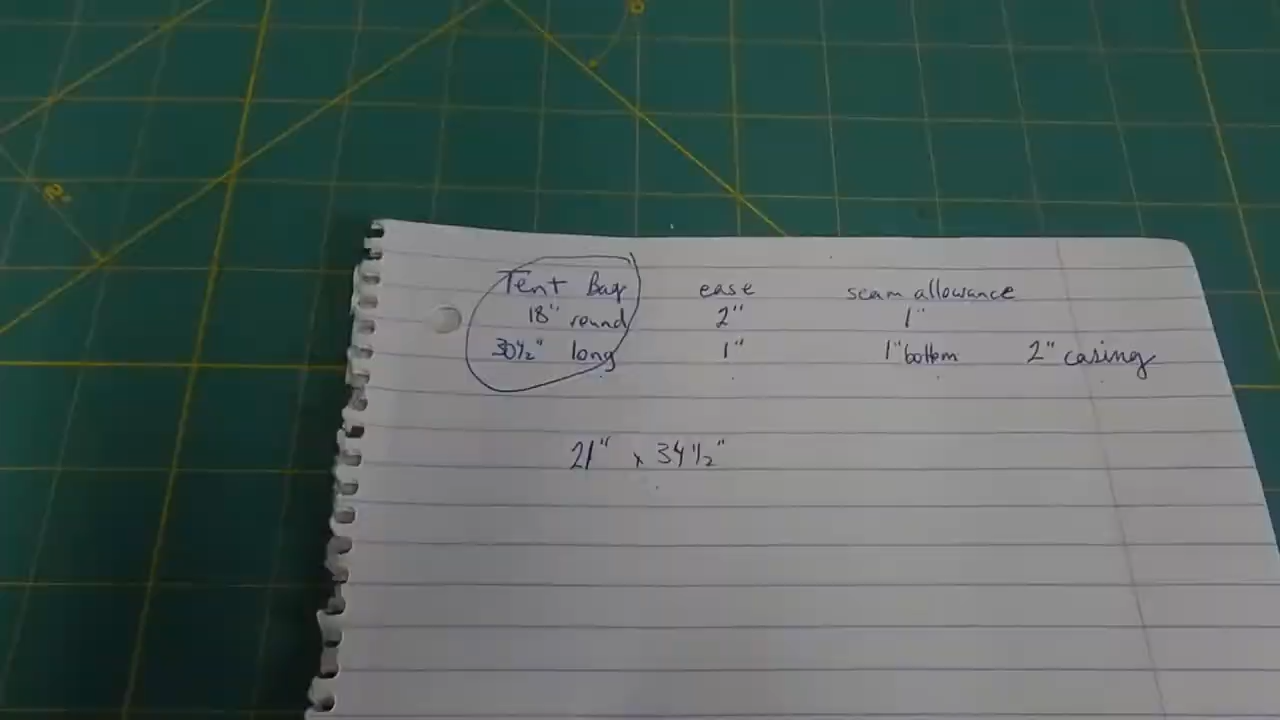 Tent Bag ease seam allowance
18" round 2" 1"
30½" long 1" 1" bottom 2" casing
21" x 34½"